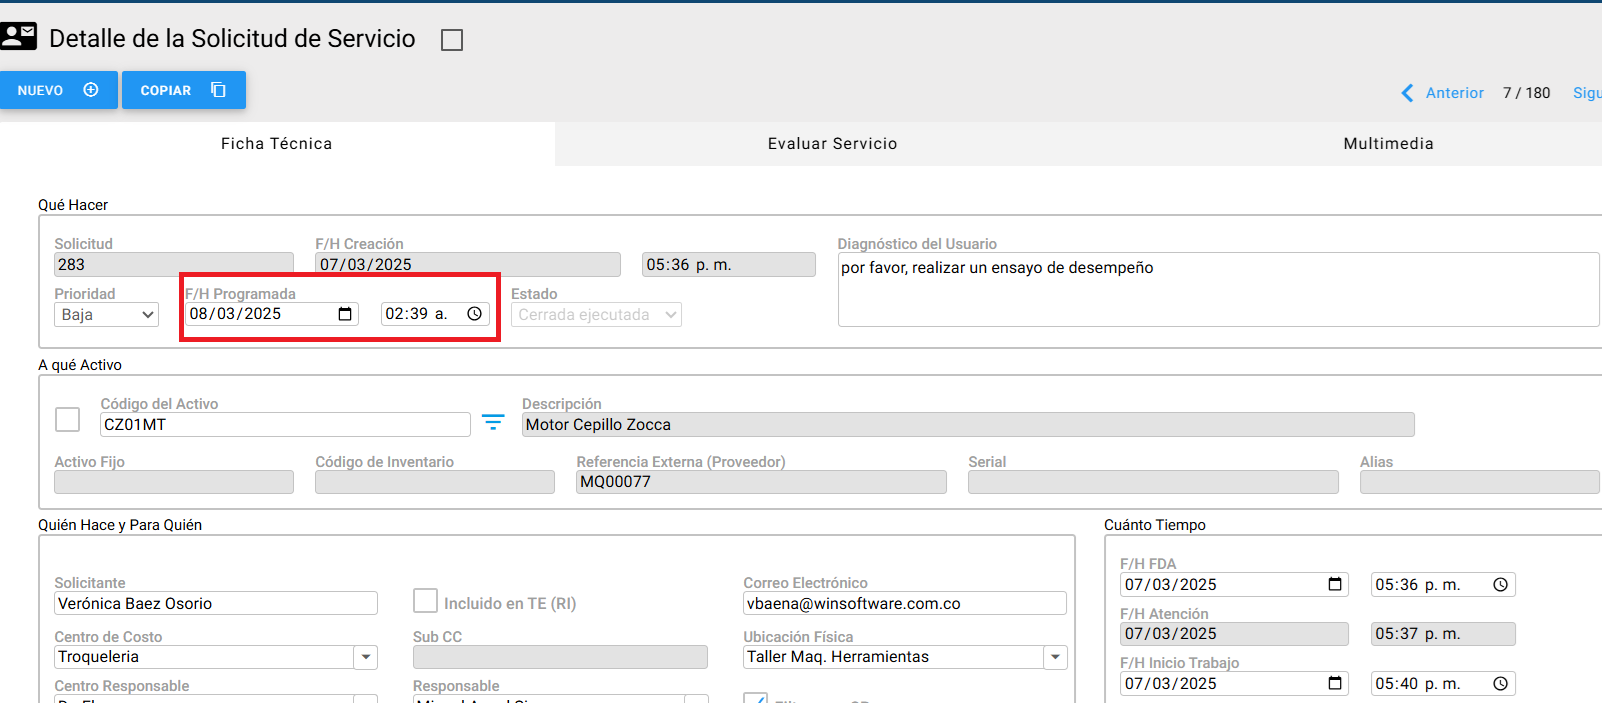 Detalle de la Solicitud de Servicio
NUEVO COPIAR
Anterior 7 / 180
Ficha Técnica Evaluar Servicio Multimedia
Qué Hacer
Solicitud F/H Creación Diagnóstico del Usuario
283 07/03/2025 05:36 p. m. por favor, realizar un ensayo de desempeño
Prioridad F/H Programada Estado
Baja 08/03/2025 02:39 a. Cerrada ejecutada
A qué Activo
Código del Activo Descripción
CZ01MT Motor Cepillo Zocca
Activo Fijo Código de Inventario Referencia Externa (Proveedor) Serial Alias
MQ00077
Quién Hace y Para Quién Cuánto Tiempo
F/H FDA
Solicitante Correo Electrónico 07/03/2025 05:36 p. m.
Verónica Baez Osorio Incluido en TE (RI) vbaena@winsoftware.com.co
F/H Atención
Centro de Costo Sub CC Ubicación Física 07/03/2025 05:37 p. m.
Troqueleria Taller Maq. Herramientas
F/H Inicio Trabajo
Centro Responsable Responsable 07/03/2025 05:40 p. m.